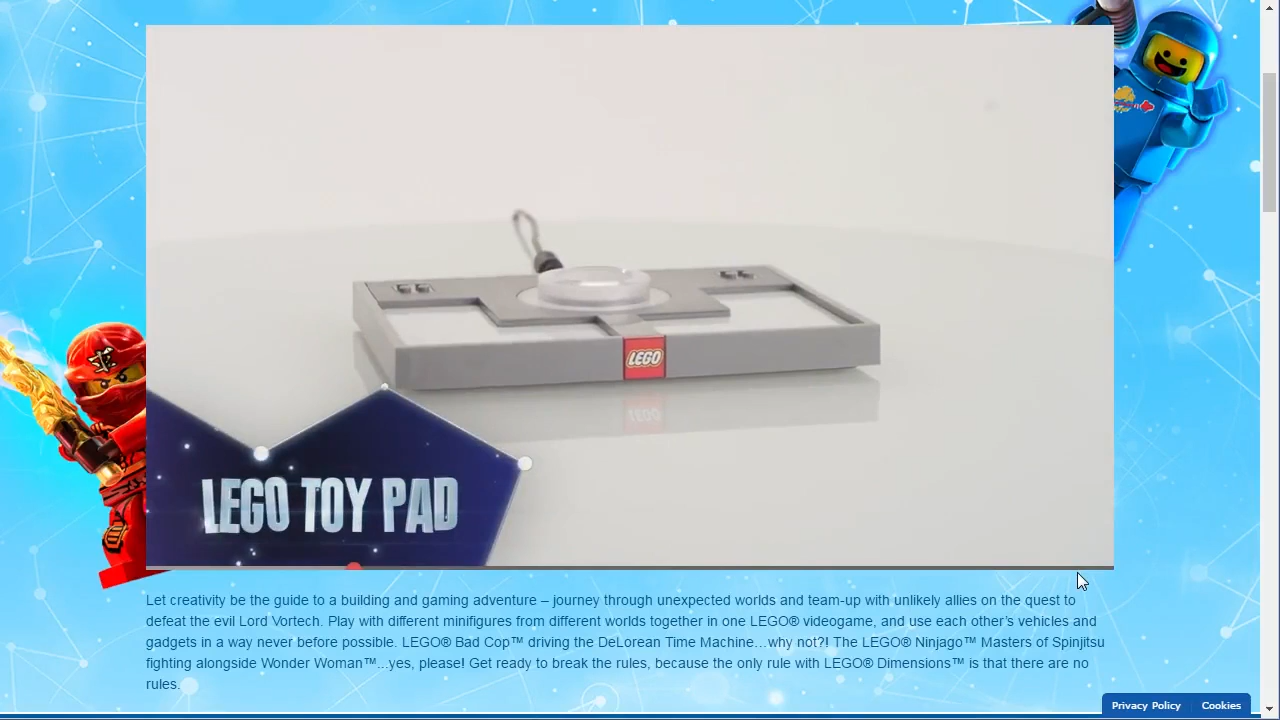 LEGO
LEGO TOY PAD
Let creativity be the guide to a building and gaming adventure – journey through unexpected worlds and team-up with unlikely allies on the quest to
defeat the evil Lord Vortech. Play with different minifigures from different worlds together in one LEGO® videogame, and use each other’s vehicles and
gadgets in a way never before possible. LEGO® Bad Cop™ driving the DeLorean Time Machine…why not?! The LEGO® Ninjago™ Masters of Spinjitsu
fighting alongside Wonder Woman™...yes, please! Get ready to break the rules, because the only rule with LEGO® Dimensions™ is that there are no
rules.
Privacy Policy
Cookies